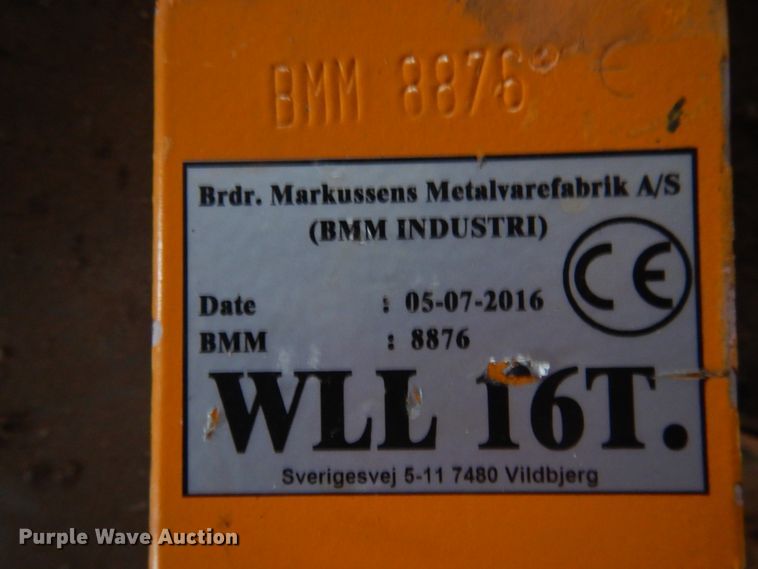 BMM 8876
CE
Brdr. Markussens Metalvarefabrik A/S
(BMM INDUSTRI)
CE
Date : 05-07-2016
BMM : 8876
WLL 16T.
Sverigesvej 5-11 7480 Vildbjerg
Purple Wave Auction